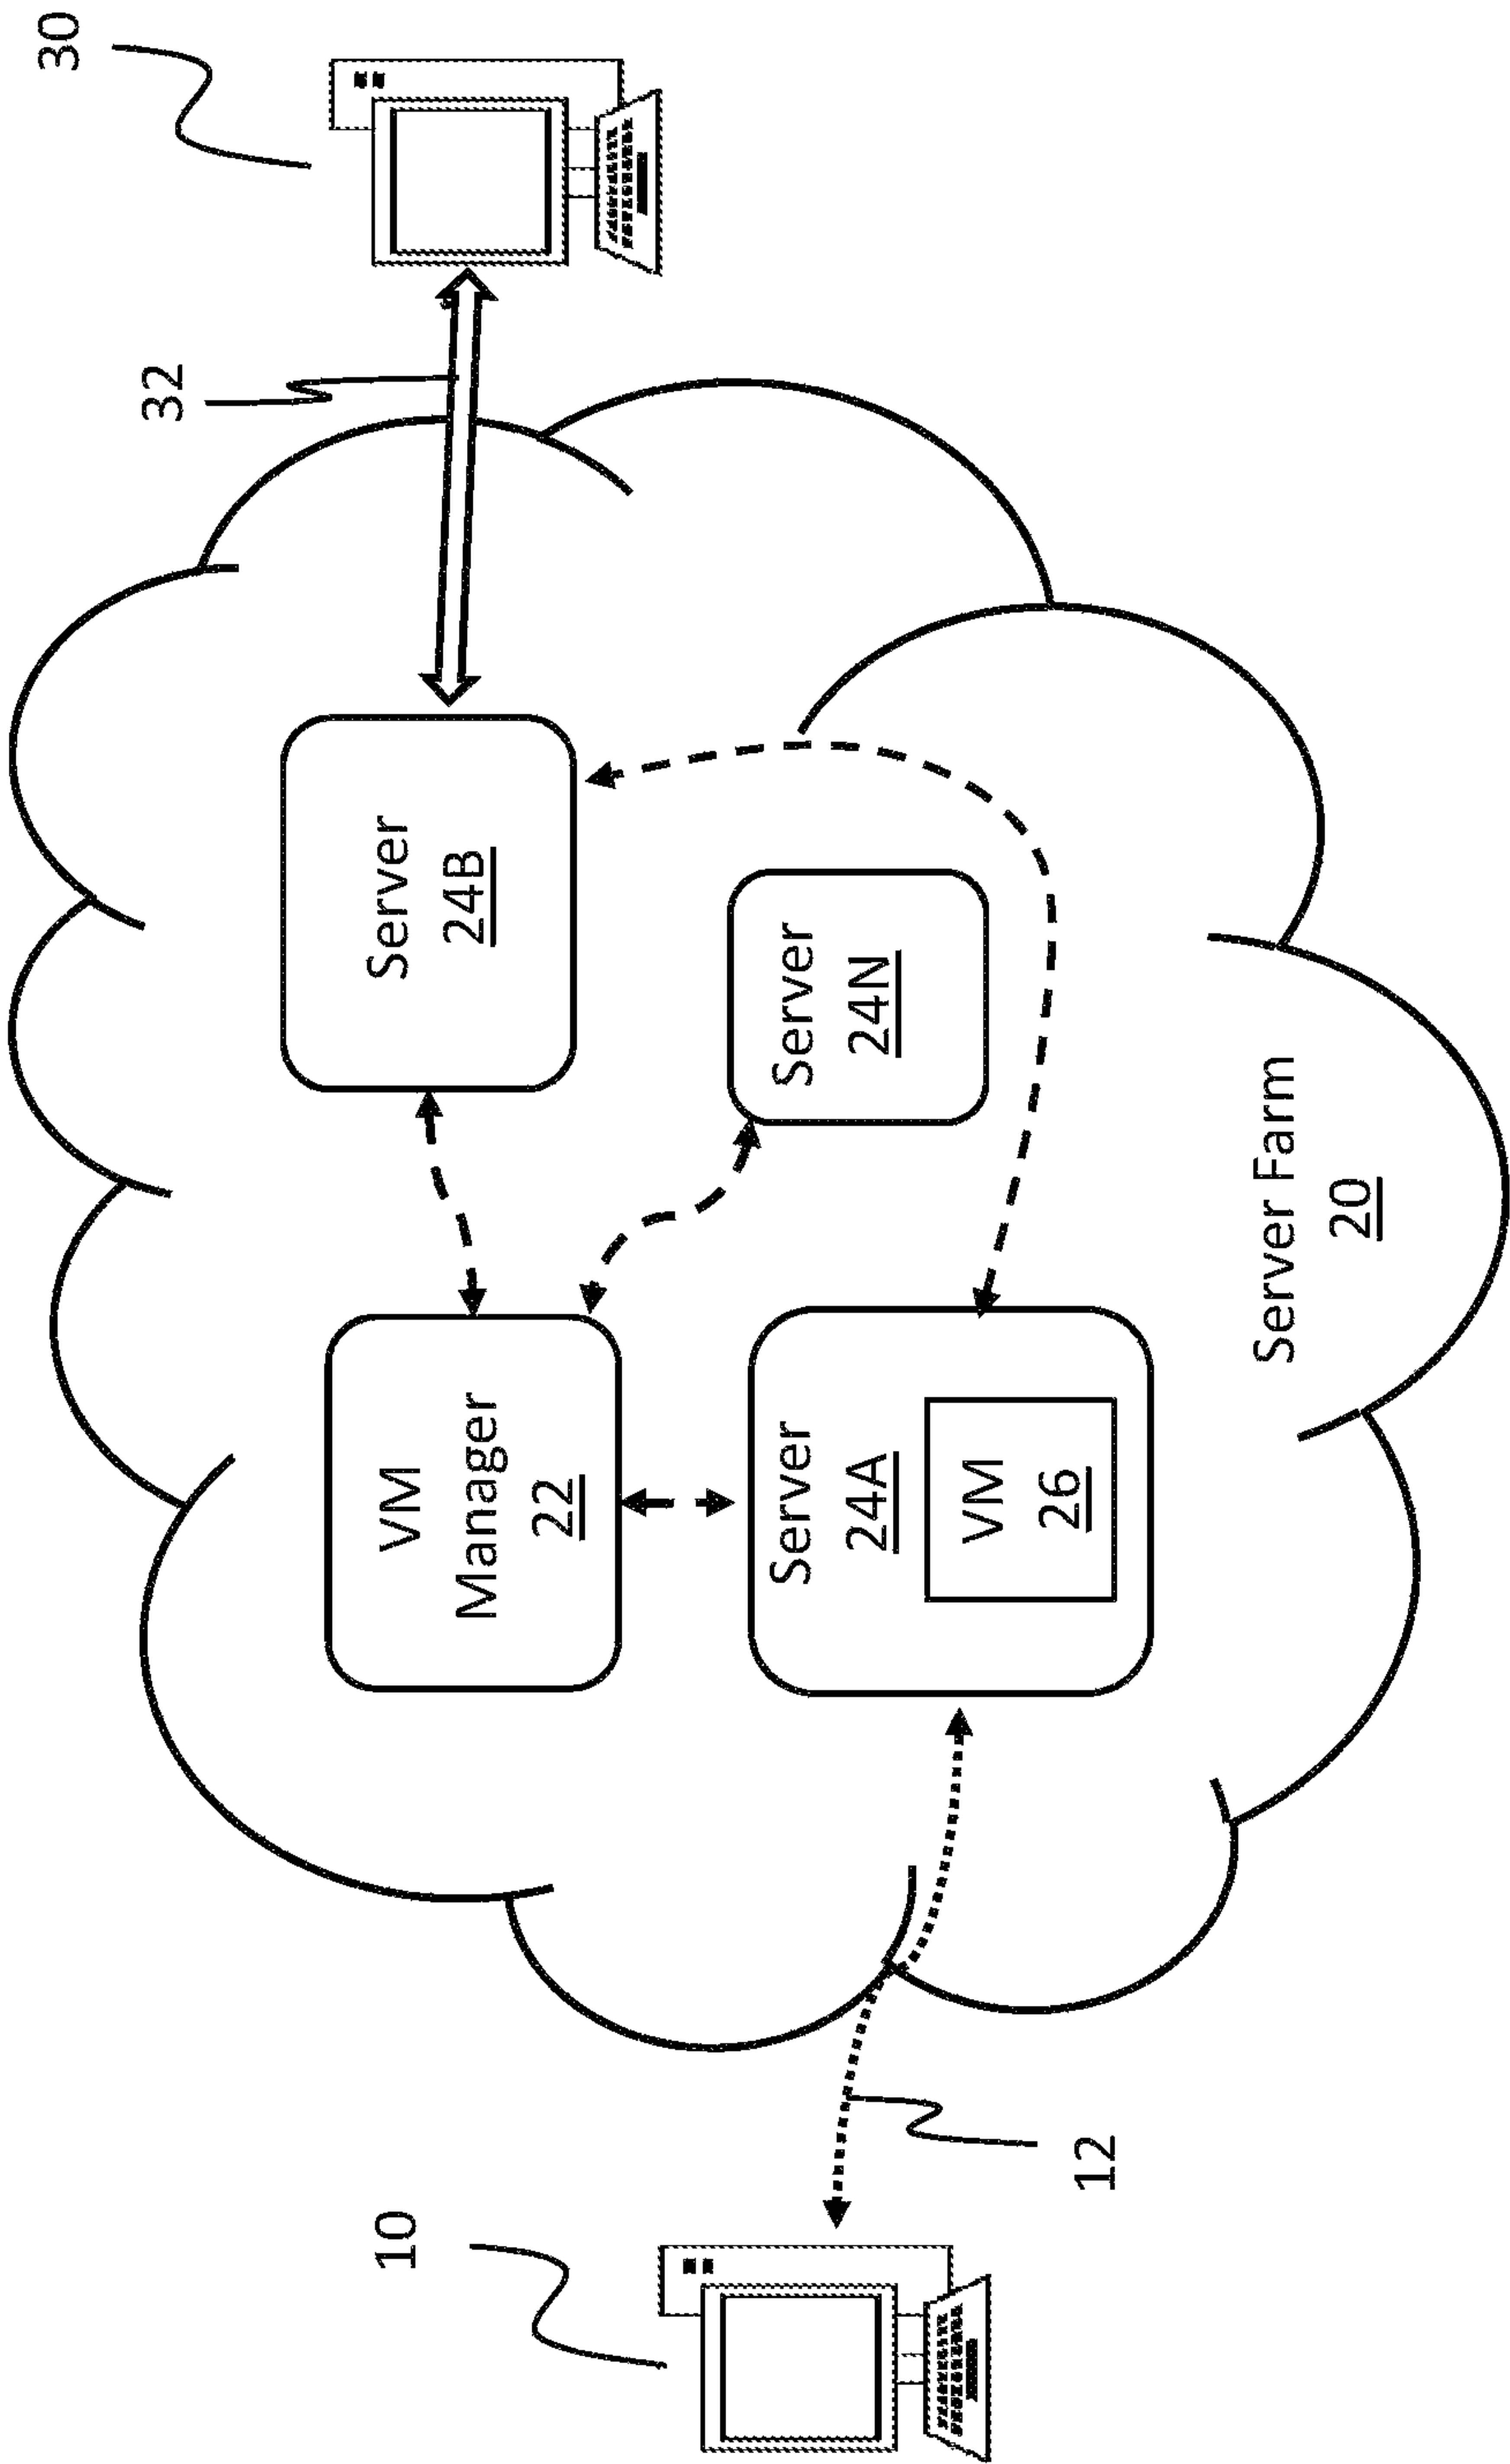 30
32
Server
24B
VM
Manager
22
Server
24N
Server
24A
VM
26
Server Farm
20
10
12